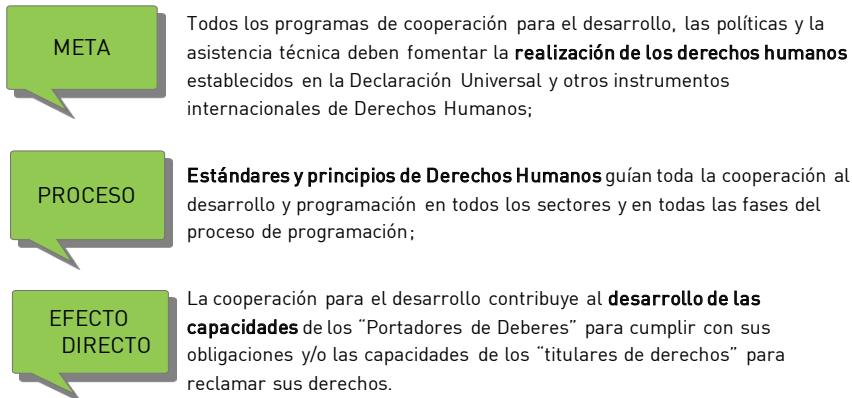 META
Todos los programas de cooperación para el desarrollo, las políticas y la
asistencia técnica deben fomentar la realización de los derechos humanos
establecidos en la Declaración Universal y otros instrumentos
internacionales de Derechos Humanos;
PROCESO
Estándares y principios de Derechos Humanos guían toda la cooperación al
desarrollo y programación en todos los sectores y en todas las fases del
proceso de programación;
EFECTO
DIRECTO
La cooperación para el desarrollo contribuye al desarrollo de las
capacidades de los “Portadores de Deberes” para cumplir con sus
obligaciones y/o las capacidades de los “titulares de derechos” para
reclamar sus derechos.